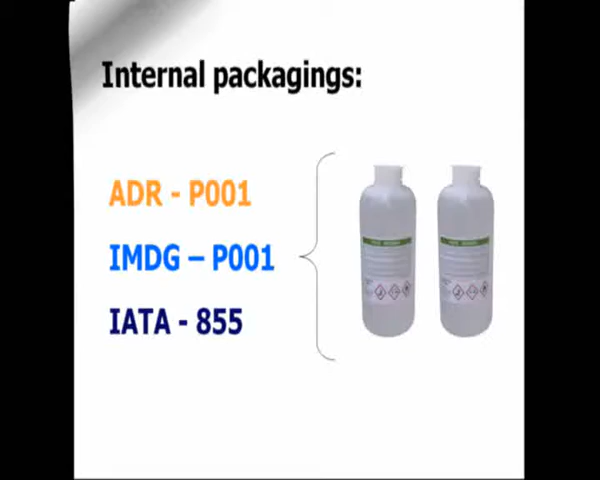 Internal packagings:
ADR - P001
IMDG – P001
IATA - 855